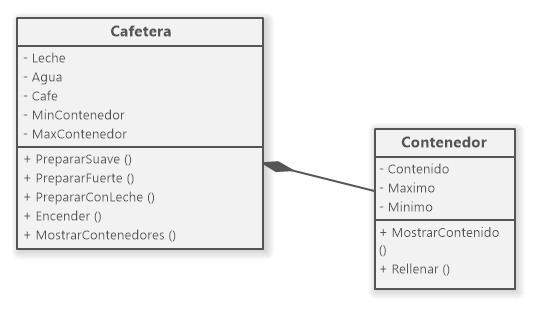 Cafetera
- Leche
- Agua
- Cafe
- MinContenedor
- MaxContenedor
+ PrepararSuave ()
+ PrepararFuerte ()
+ PrepararConLeche ()
+ Encender ()
+ MostrarContenedores ()
Contenedor
- Contenido
- Maximo
- Minimo
+ MostrarContenido
()
+ Rellenar ()